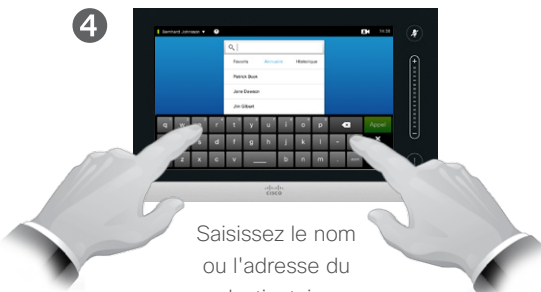 4
Bernhard Johnsson
Favoris Annuaire Historique
Patrick Buck
Jane Dawson
Jim Gilbert
q w r t y u i o p Appel
s d f g h j k l
z x c v b n m .
CISCO
Saisissez le nom
ou l'adresse du